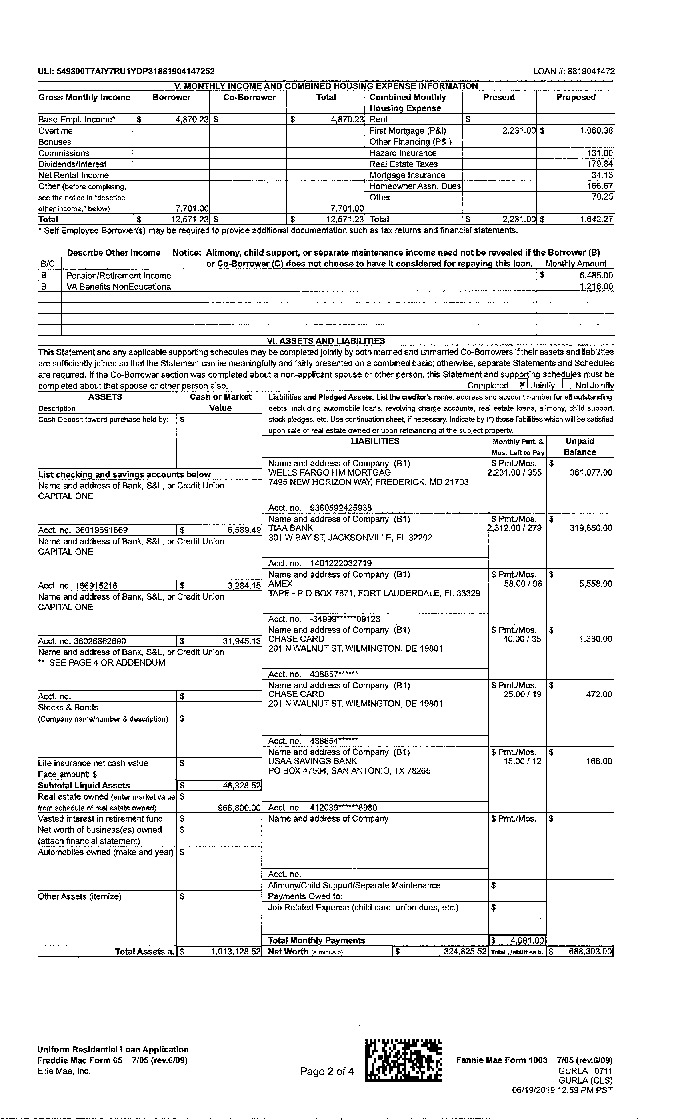 ULI: 549300T7AIY7RU1YDP31881904147252 LOAN #: 8819041472
V. MONTHLY INCOME AND COMBINED HOUSING EXPENSE INFORMATION
Gross Monthly Income Borrower Co-Borrower Total Combined Monthly Housing Expense Present Proposed
Base Empl. Income* $ 4,870.23 $ $ 4,870.23 Rent $
Overtime First Mortgage (P&I) 2,231.00 $ 1,060.38
Bonuses Other Financing (P&I)
Commissions Hazard Insurance 131.00
Dividends/Interest Real Estate Taxes 179.84
Net Rental Income Mortgage Insurance 34.13
Other (before completing, Homeowner Assn. Dues 166.67
see the notice in "describe Other 70.25
other income," below) 7,701.00 7,701.00
Total $ 12,571.23 $ $ 12,571.23 Total $ 2,231.00 $ 1,642.27
* Self Employed Borrower(s) may be required to provide additional documentation such as tax returns and financial statements.
Describe Other Income Notice: Alimony, child support, or separate maintenance income need not be revealed if the Borrower (B)
B/C or Co-Borrower (C) does not choose to have it considered for repaying this loan. Monthly Amount
B Pension/Retirement Income $ 6,485.00
B VA Benefits NonEducationa 1,216.00
VI. ASSETS AND LIABILITIES
This Statement and any applicable supporting schedules may be completed jointly by both married and unmarried Co-Borrowers if their assets and liabilities
are sufficiently joined so that the Statement can be meaningfully and fairly presented on a combined basis; otherwise, separate Statements and Schedules
are required. If the Co-Borrower section was completed about a non-applicant spouse or other person, this Statement and supporting schedules must be
completed about that spouse or other person also. Completed Jointly Not Jointly
ASSETS Cash or Market Value
Description
Cash Deposit toward purchase held by: $
Liabilities and Pledged Assets. List the creditor's name, address and account number for all outstanding
debts, including automobile loans, revolving charge accounts, real estate loans, alimony, child support,
stock pledges, etc. Use continuation sheet, if necessary. Indicate by (*) those liabilities which will be satisfied
upon sale of real estate owned or upon refinancing of the subject property.
LIABILITIES Monthly Pmt. & Mos. Left to Pay Unpaid Balance
List checking and savings accounts below
Name and address of Bank, S&L, or Credit Union
CAPITAL ONE
Acct. no. $ 6,589.49
Name and address of Bank, S&L, or Credit Union
CAPITAL ONE
Acct. no. $ 3,284.15
Name and address of Bank, S&L, or Credit Union
CAPITAL ONE
Acct. no. $ 31,945.13
Name and address of Bank, S&L, or Credit Union
** SEE PAGE 4 OR ADDENDUM
Acct. no. $
Stocks & Bonds $
(Company name/number & description)
Life insurance net cash value $
Face amount: $
Subtotal Liquid Assets $ 46,328.52
Real estate owned (enter market value $
from schedule of real estate owned) 966,800.00
Vested interest in retirement fund $
Net worth of business(es) owned $
(attach financial statement)
Automobiles owned (make and year) $
Other Assets (itemize) $
Total Assets a. $ 1,013,128.52
Name and address of Company (B1) $ Pmt./Mos. $
WELLS FARGO HM MORTGAG 2,231.00 / 355 361,077.00
7495 NEW HORIZON WAY, FREDERICK, MD 21703
Acct. no. 9360592425938
Name and address of Company (B1) $ Pmt./Mos. $
TIAA BANK 2,312.00 / 279 319,650.00
301 W BAY ST, JACKSONVILLE, FL 32202
Acct. no. 1401222032719
Name and address of Company (B1) $ Pmt./Mos. $
AMEX 58.00 / 96 5,558.00
TAPE - P O BOX 7871, FORT LAUDERDALE, FL 33329
Acct. no. -34999******09123
Name and address of Company (B1) $ Pmt./Mos. $
CHASE CARD 40.00 / 35
201 N WALNUT ST, WILMINGTON, DE 19801
Acct. no. 438857******
Name and address of Company (B1) $ Pmt./Mos. $
CHASE CARD 25.00 / 19 472.00
201 N WALNUT ST, WILMINGTON, DE 19801
Acct. no. 438854******
Name and address of Company (B1) $ Pmt./Mos. $
USAA SAVINGS BANK 15.00 / 12 166.00
PO BOX 47504, SAN ANTONIO, TX 78265
Acct. no.
Name and address of Company $ Pmt./Mos. $
Acct. no.
Alimony/Child Support/Separate Maintenance $
Payments Owed to:
Job-Related Expense (child care, union dues, etc.) $
Total Monthly Payments $ 4,681.00
Net Worth (a minus b) $ 324,825.52 Total Liabilities b. $ 688,303.00
Uniform Residential Loan Application
Freddie Mac Form 65 7/05 (rev.6/09)
Ellie Mae, Inc.
Page 2 of 4
Fannie Mae Form 1003 7/05 (rev.6/09)
GURLA 0711
GURLA (CLS)
06/19/2019 12:59 PM PST